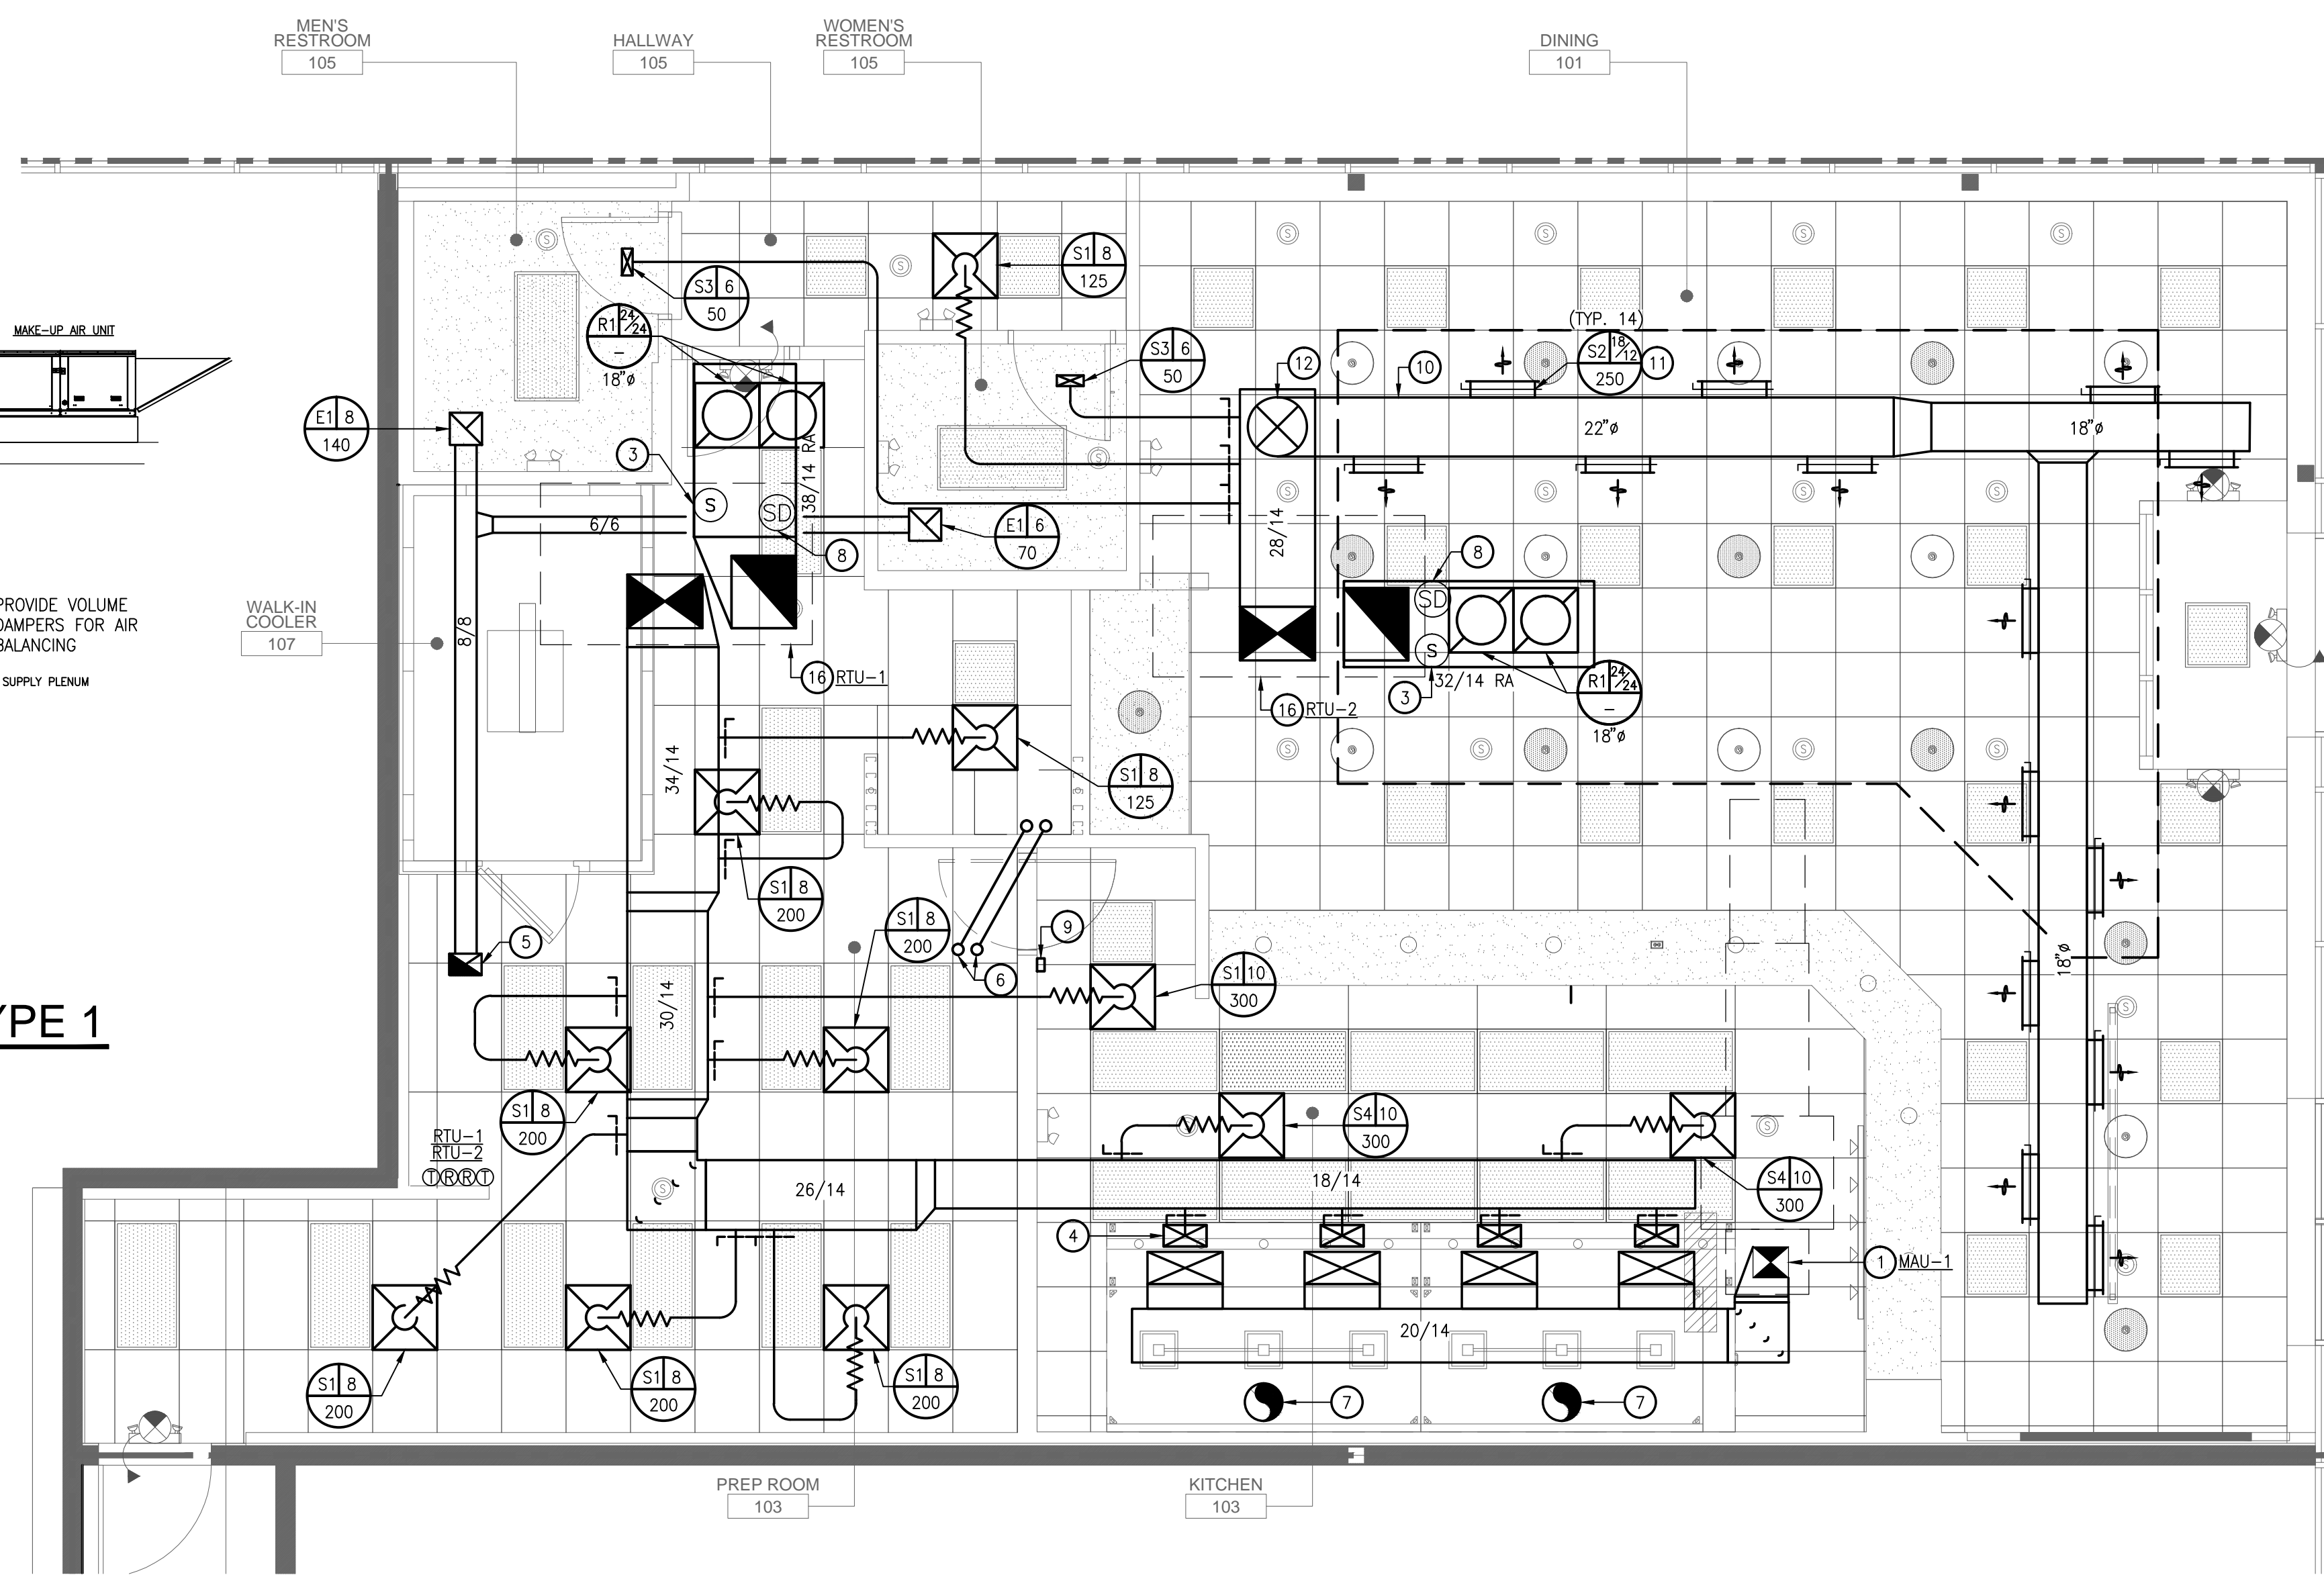 MEN'S
RESTROOM
105
HALLWAY
105
WOMEN'S
RESTROOM
105
DINING
101
MAKE-UP AIR UNIT
S1 8
125
S3 6
50
R1 24/24
-
18"ø
S3 6
50
12
10
(TYP. 14)
S2 18/12
250
11
E1 8
140
3
38/14 RA
22"ø
18"ø
S
SD
6/6
E1 6
70
8
28/14
8
SD
S
PROVIDE VOLUME
DAMPERS FOR AIR
BALANCING
SUPPLY PLENUM
WALK-IN
COOLER
107
8/8
16 RTU-1
16 RTU-2
3
32/14 RA
R1 24/24
-
18"ø
34/14
S1 8
125
S1 8
200
S1 8
200
5
9
6
S1 10
300
18"ø
YPE 1
30/14
S1 8
200
RTU-1
RTU-2
T R R T
S4 10
300
26/14
18/14
S4 10
300
4
1 MAU-1
20/14
S1 8
200
S1 8
200
S1 8
200
7
7
PREP ROOM
103
KITCHEN
103